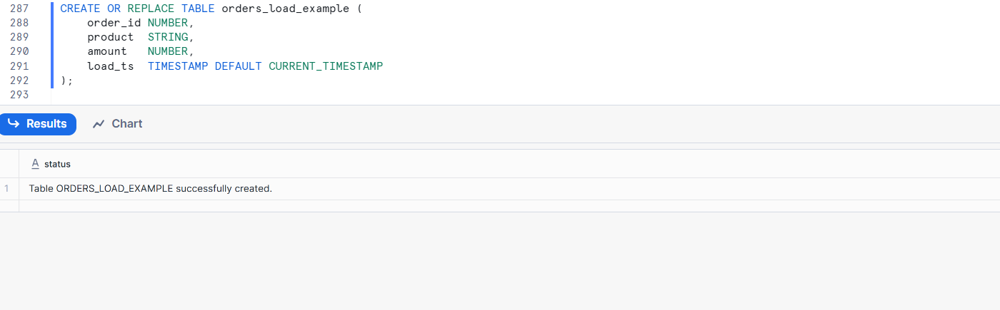 287 CREATE OR REPLACE TABLE orders_load_example (
288     order_id NUMBER,
289     product  STRING,
290     amount   NUMBER,
291     load_ts  TIMESTAMP DEFAULT CURRENT_TIMESTAMP
292 );
293
Results Chart
A status
1 Table ORDERS_LOAD_EXAMPLE successfully created.